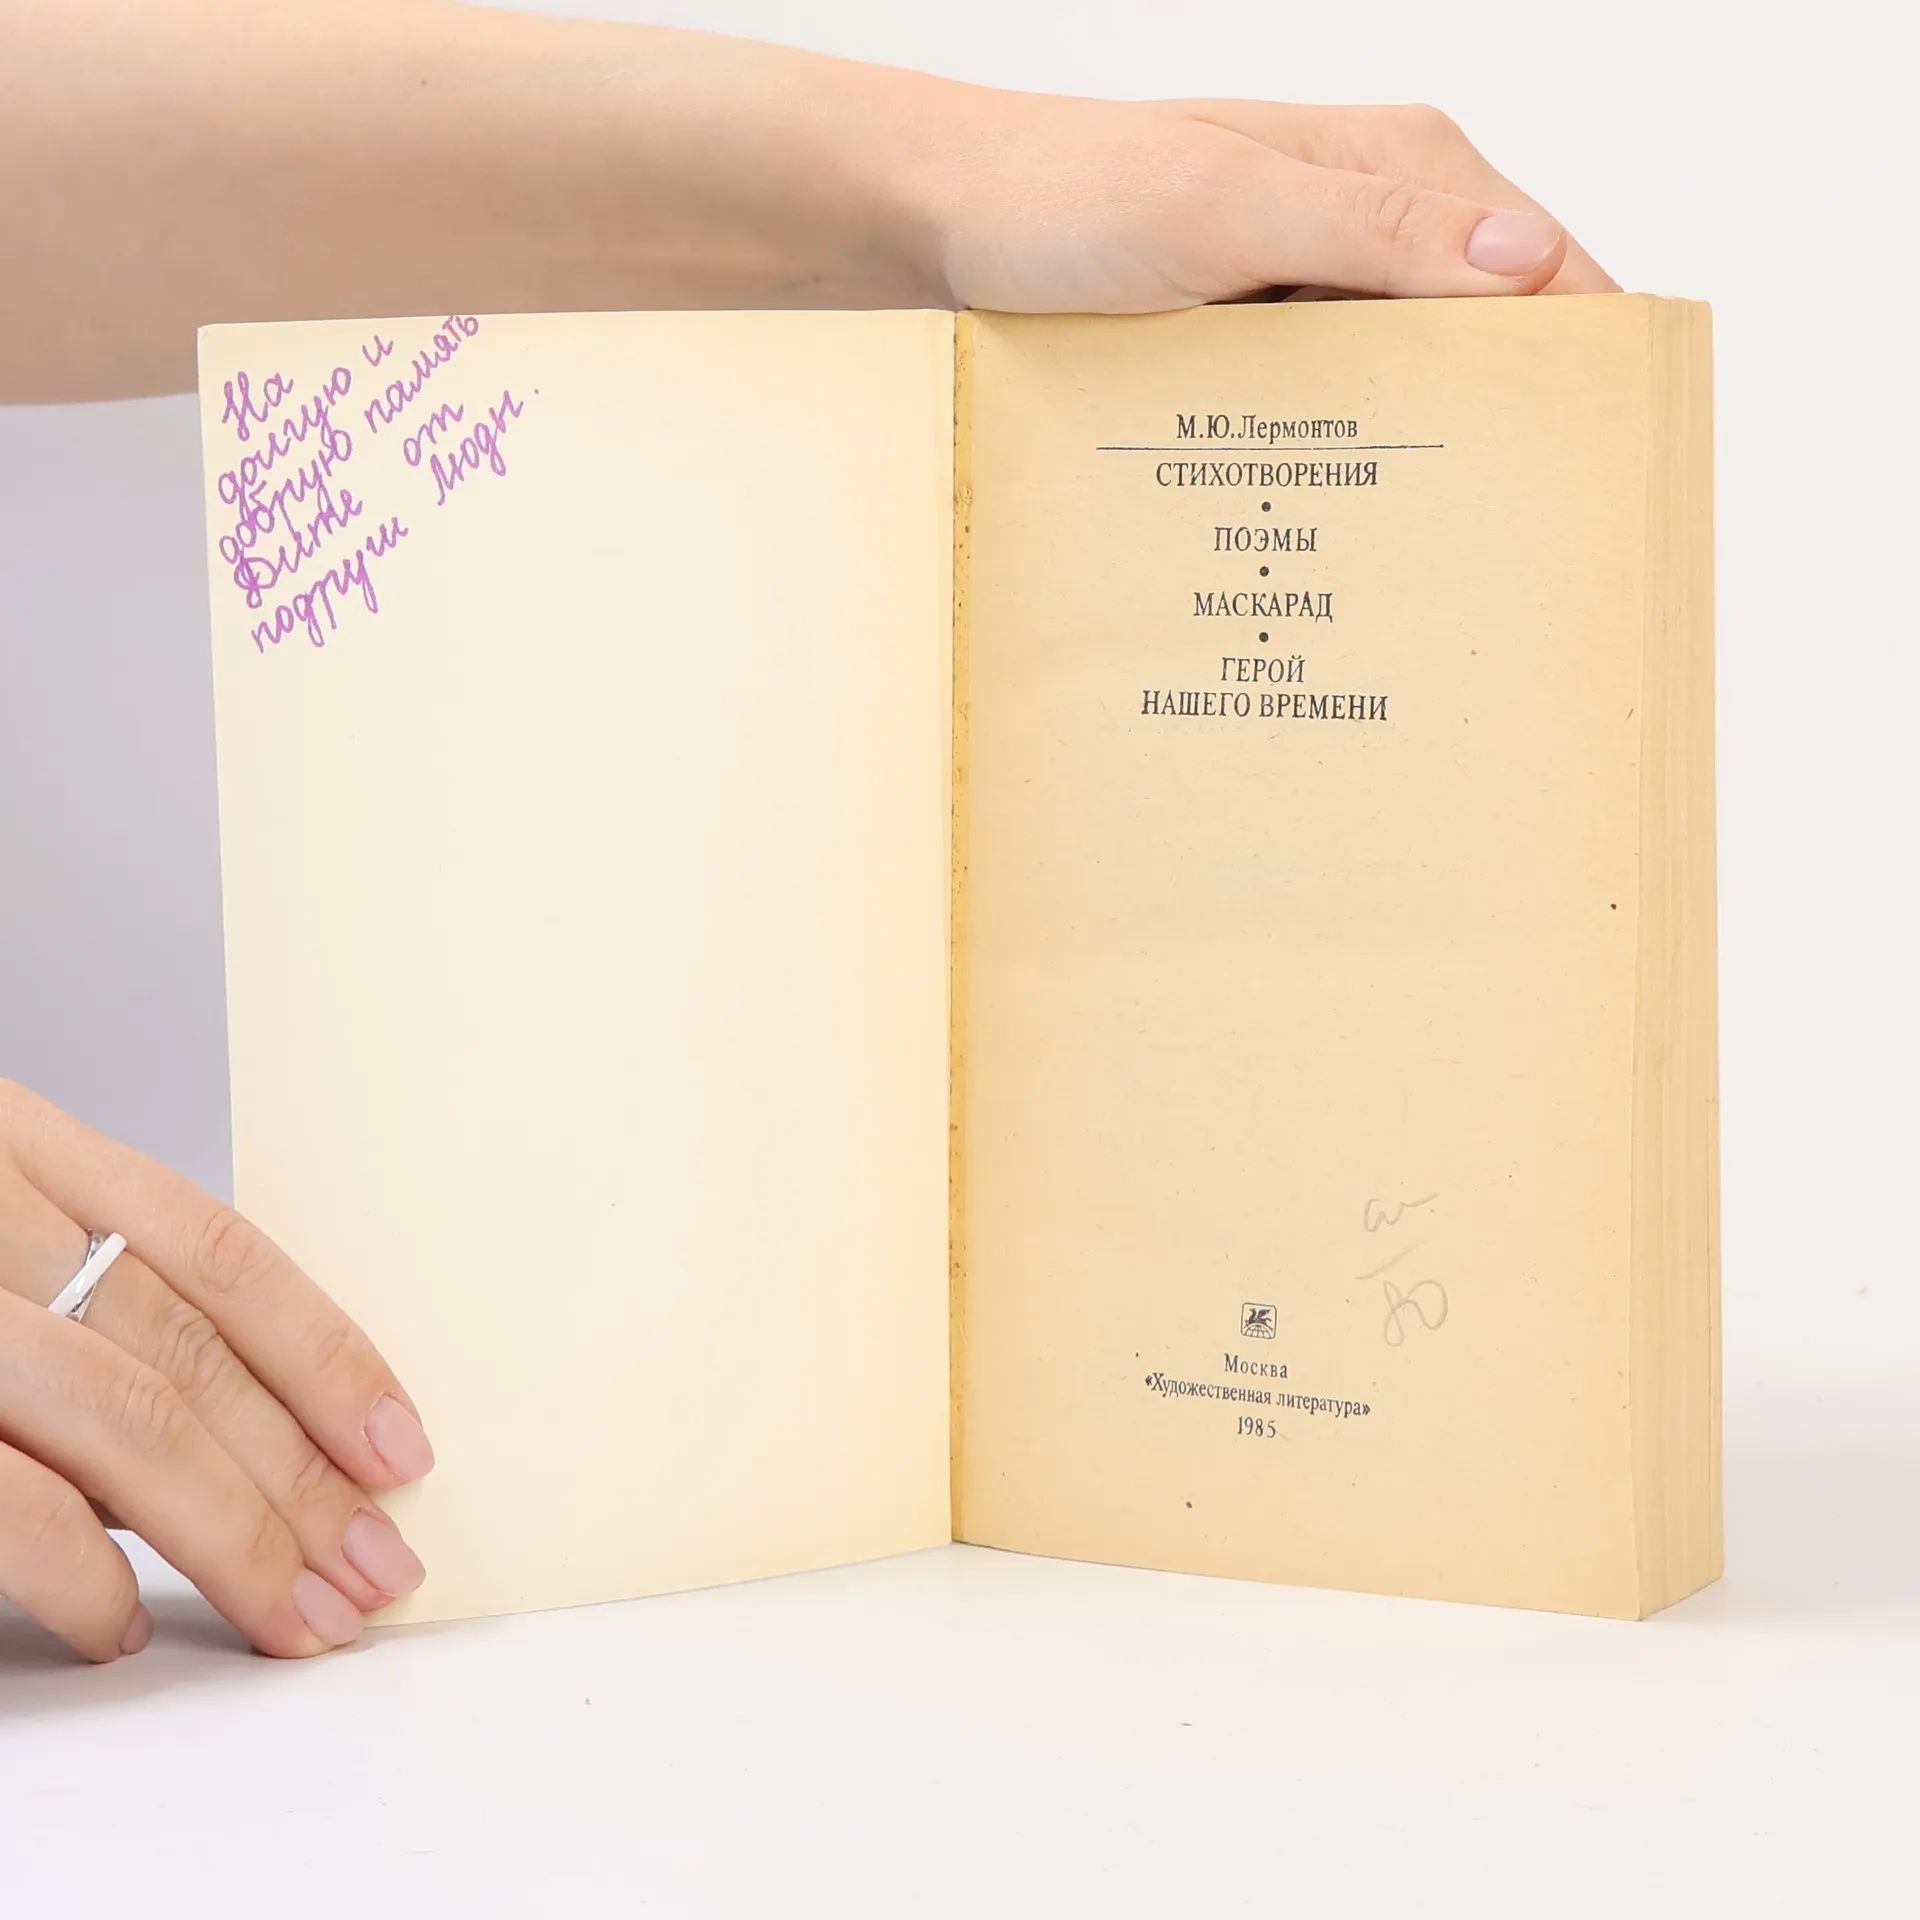 На
долгую и
добрую память
Дите от
подруги Люды.
М.Ю.Лермонтов
СТИХОТВОРЕНИЯ
•
ПОЭМЫ
•
МАСКАРАД
•
ГЕРОЙ
НАШЕГО ВРЕМЕНИ
80
Москва
«Художественная литература»
1985